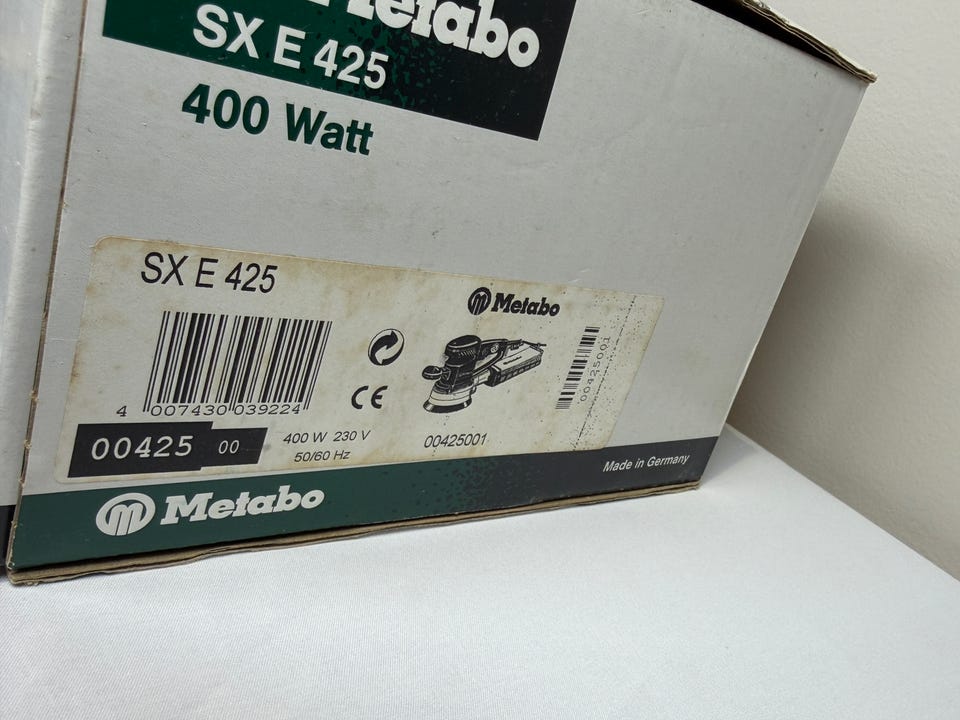 Metabo
SX E 425
400 Watt
SX E 425
Metabo
4 007430 039224
CE
00425001
00425 00
400 W 230 V
50/60 Hz
00425001
Made in Germany
Metabo